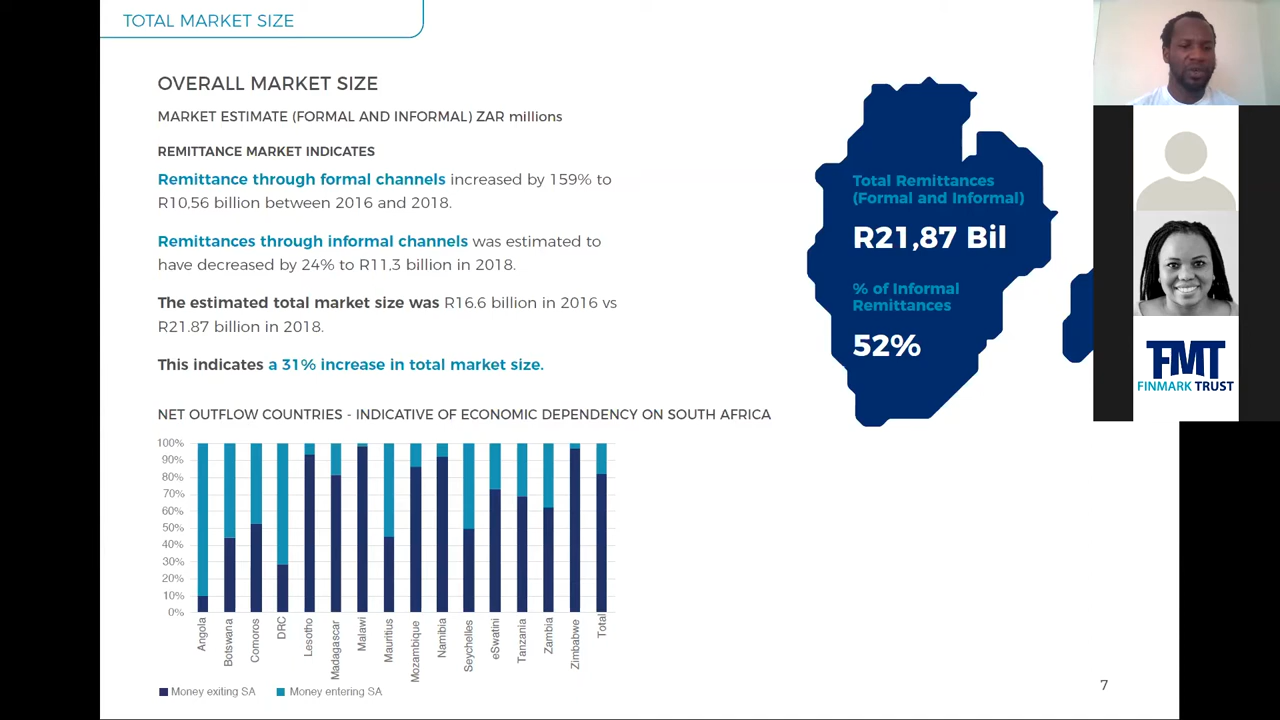 TOTAL MARKET SIZE
OVERALL MARKET SIZE
MARKET ESTIMATE (FORMAL AND INFORMAL) ZAR millions
REMITTANCE MARKET INDICATES
Remittance through formal channels increased by 159% to
R10,56 billion between 2016 and 2018.
Remittances through informal channels was estimated to
have decreased by 24% to R11,3 billion in 2018.
The estimated total market size was R16.6 billion in 2016 vs
R21.87 billion in 2018.
This indicates a 31% increase in total market size.
Total Remittances
(Formal and Informal)
R21,87 Bil
% of Informal
Remittances
52%
FMT
FINMARK TRUST
NET OUTFLOW COUNTRIES - INDICATIVE OF ECONOMIC DEPENDENCY ON SOUTH AFRICA
100%
90%
80%
70%
60%
50%
40%
30%
20%
10%
0%
Angola
Botswana
Comoros
DRC
Lesotho
Madagascar
Malawi
Mauritius
Mozambique
Namibia
Seychelles
eSwatini
Tanzania
Zambia
Zimbabwe
Total
Money exiting SA
Money entering SA
7